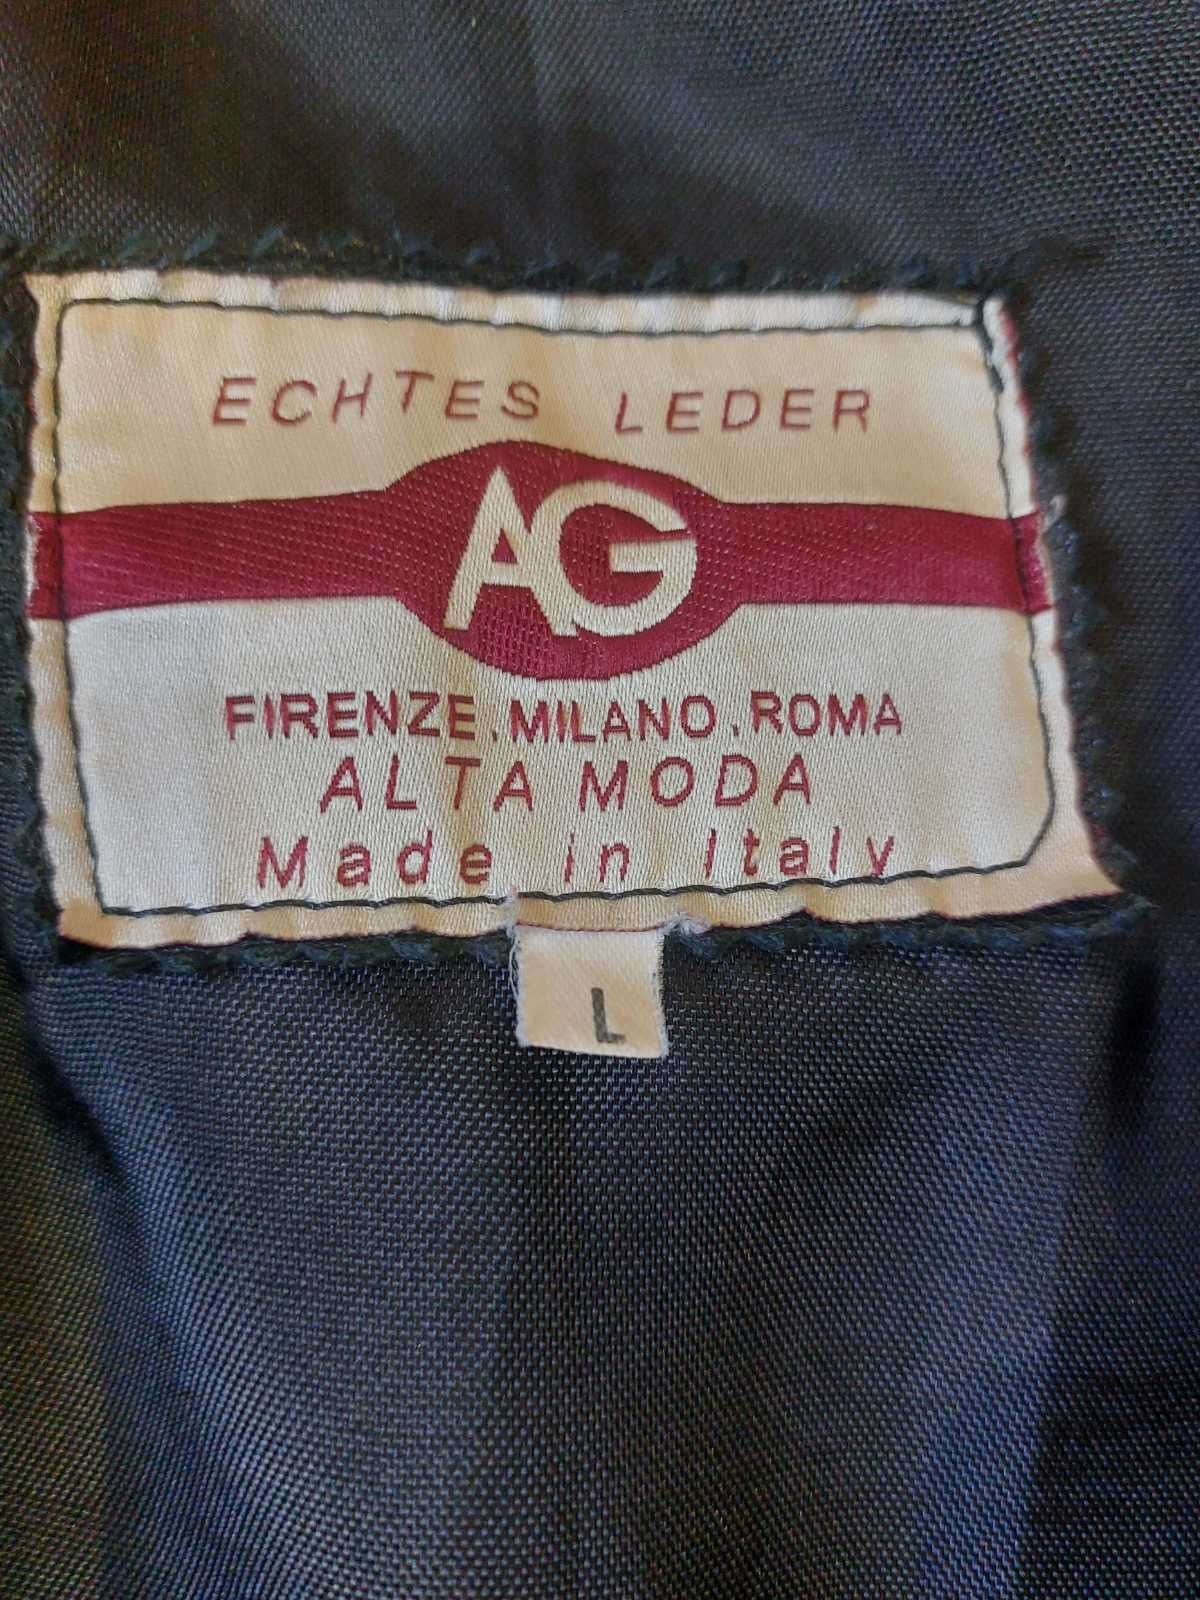 ECHTES LEDER
AG
FIRENZE.MILANO.ROMA
ALTA MODA
Made in Italy
L